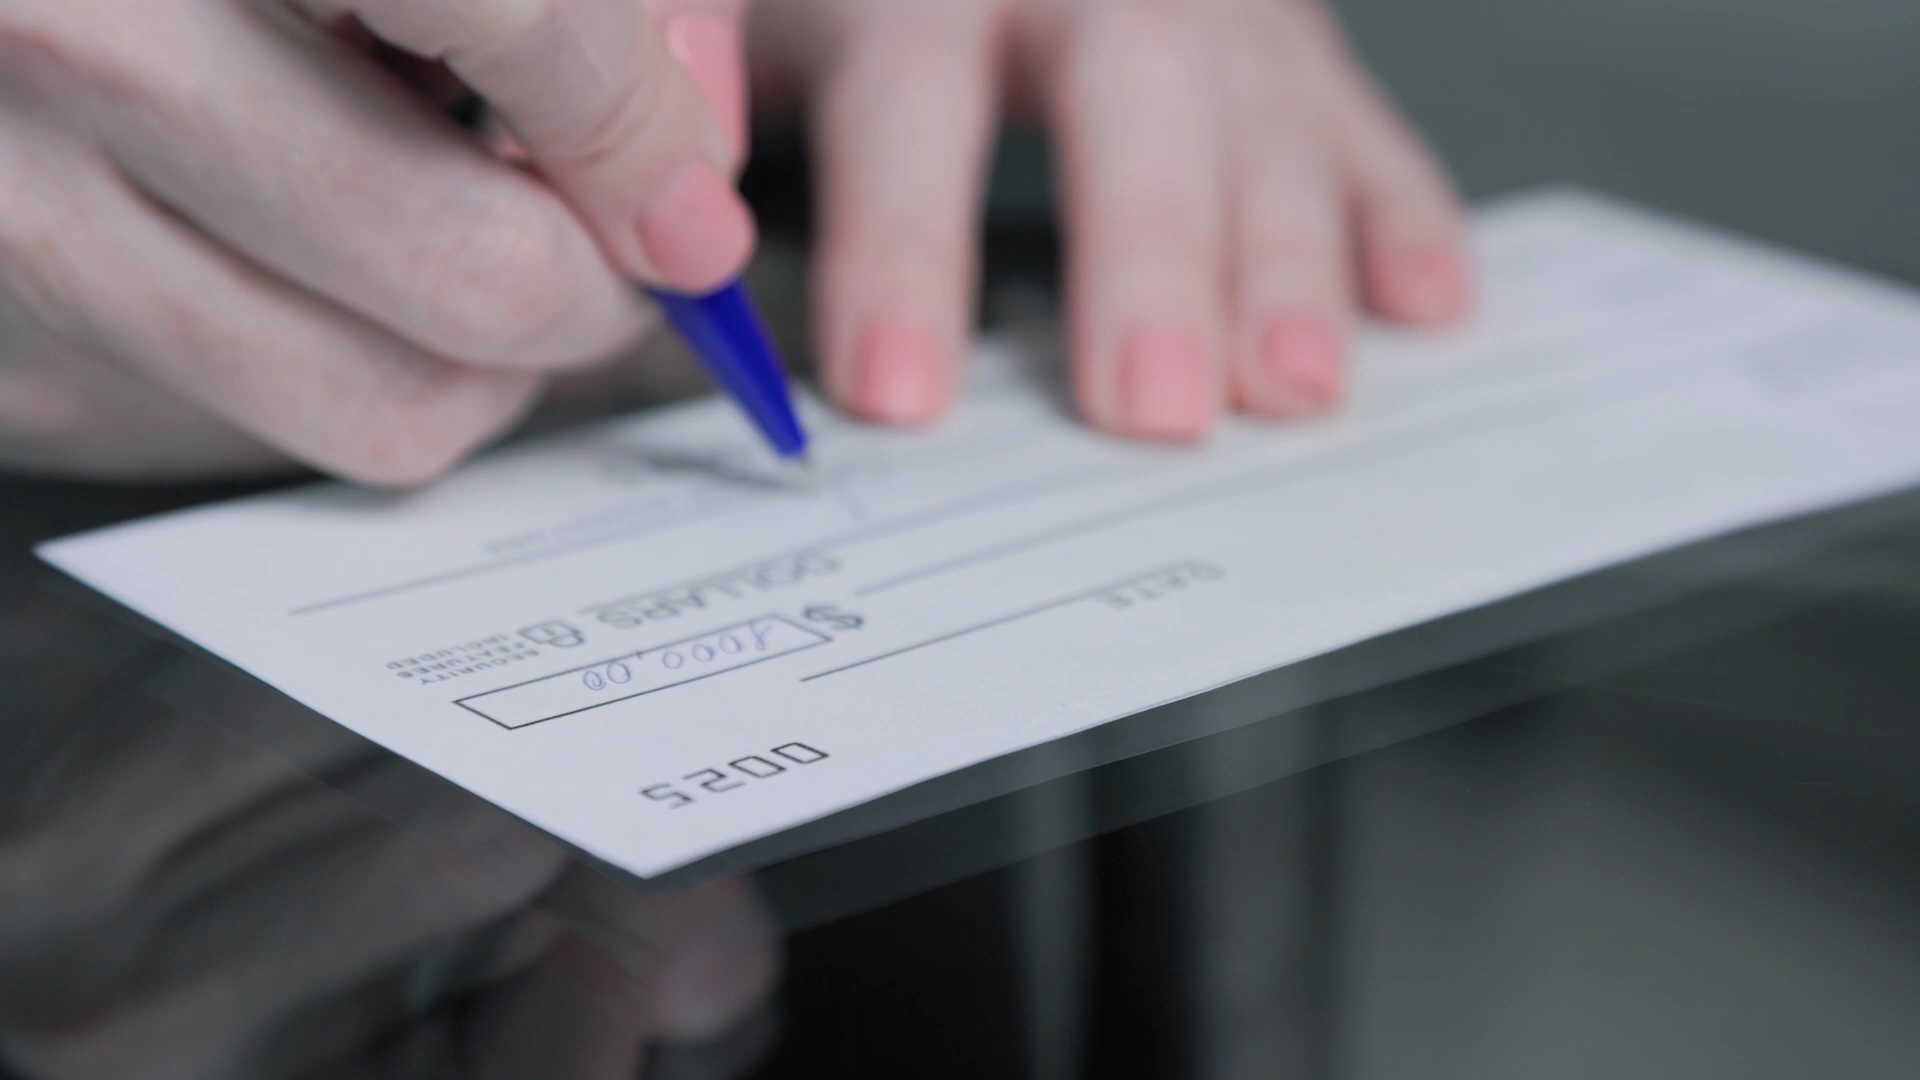 0025
DATE
$ 1000,00
DOLLARS
SECURITY
FEATURES
INCLUDED